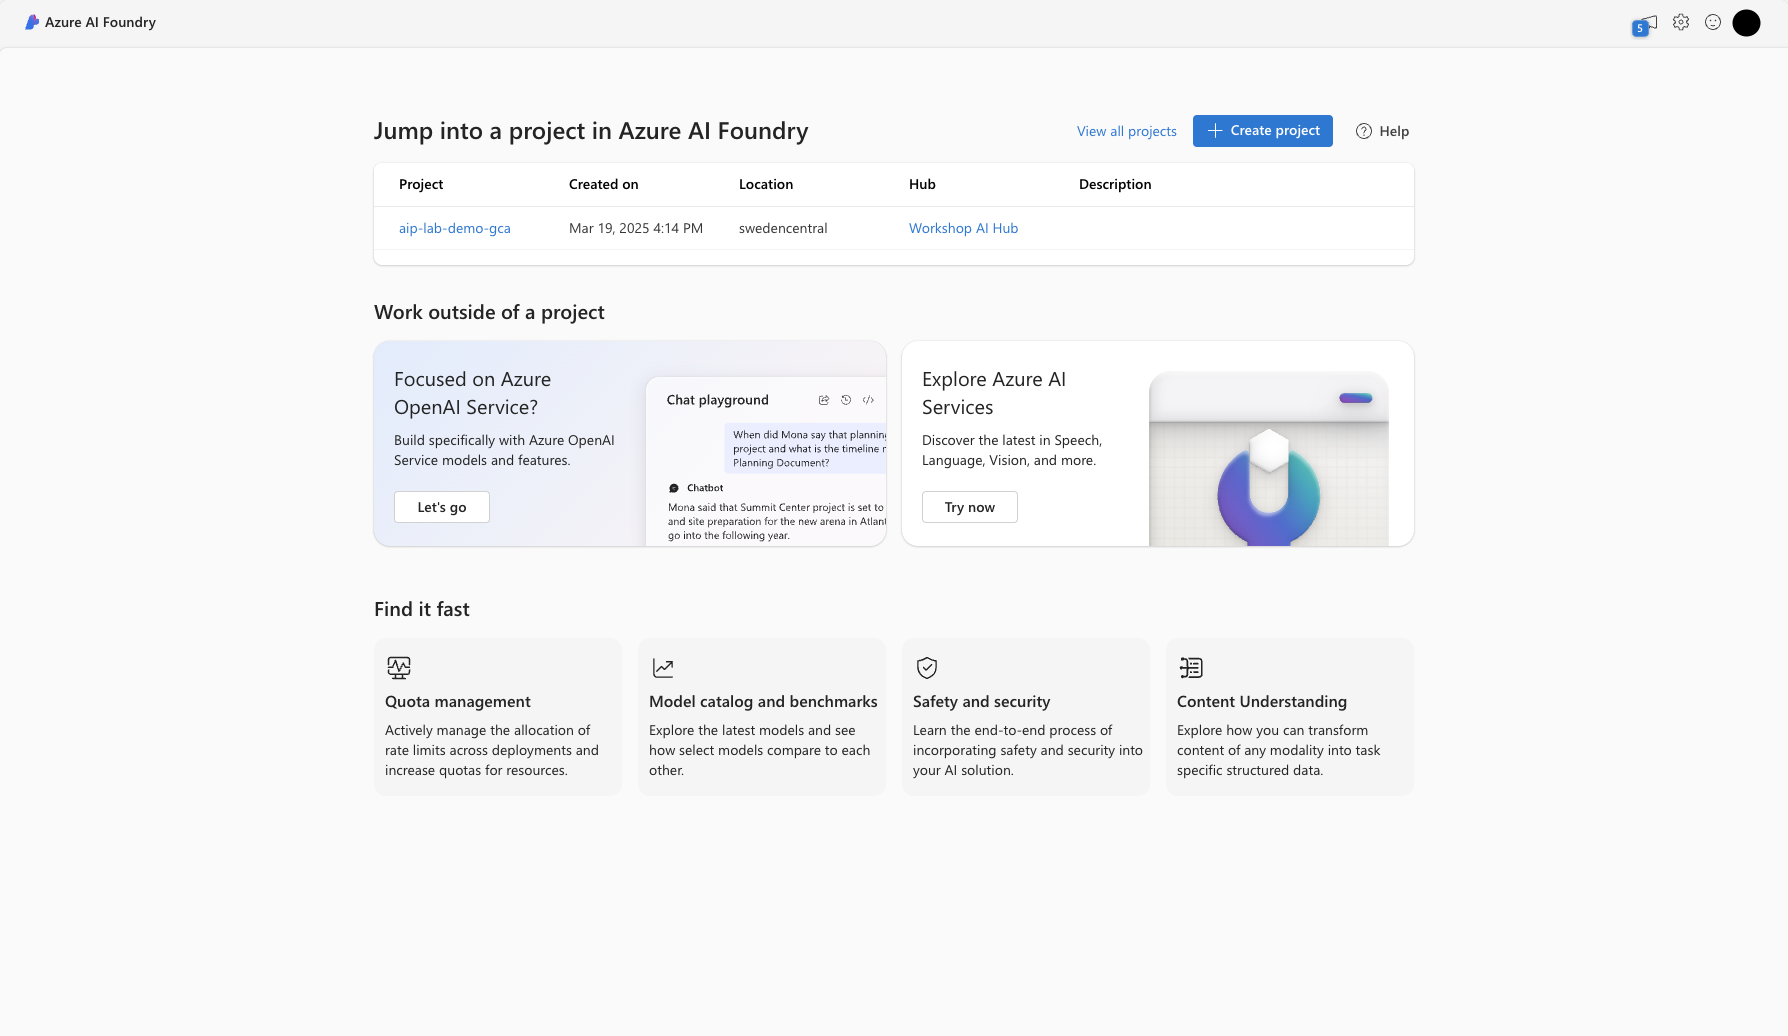 Azure AI Foundry
5
Jump into a project in Azure AI Foundry
View all projects
Create project
Help
Project Created on Location Hub Description
aip-lab-demo-gca Mar 19, 2025 4:14 PM swedencentral Workshop AI Hub
Work outside of a project
Focused on Azure
OpenAI Service?
Build specifically with Azure OpenAI
Service models and features.
Let's go
Chat playground
When did Mona say that planning
project and what is the timeline
Planning Document?
Chatbot
Mona said that Summit Center project is set to
and site preparation for the new arena in Atlant
go into the following year.
Explore Azure AI
Services
Discover the latest in Speech,
Language, Vision, and more.
Try now
Find it fast
Quota management
Actively manage the allocation of
rate limits across deployments and
increase quotas for resources.
Model catalog and benchmarks
Explore the latest models and see
how select models compare to each
other.
Safety and security
Learn the end-to-end process of
incorporating safety and security into
your AI solution.
Content Understanding
Explore how you can transform
content of any modality into task
specific structured data.